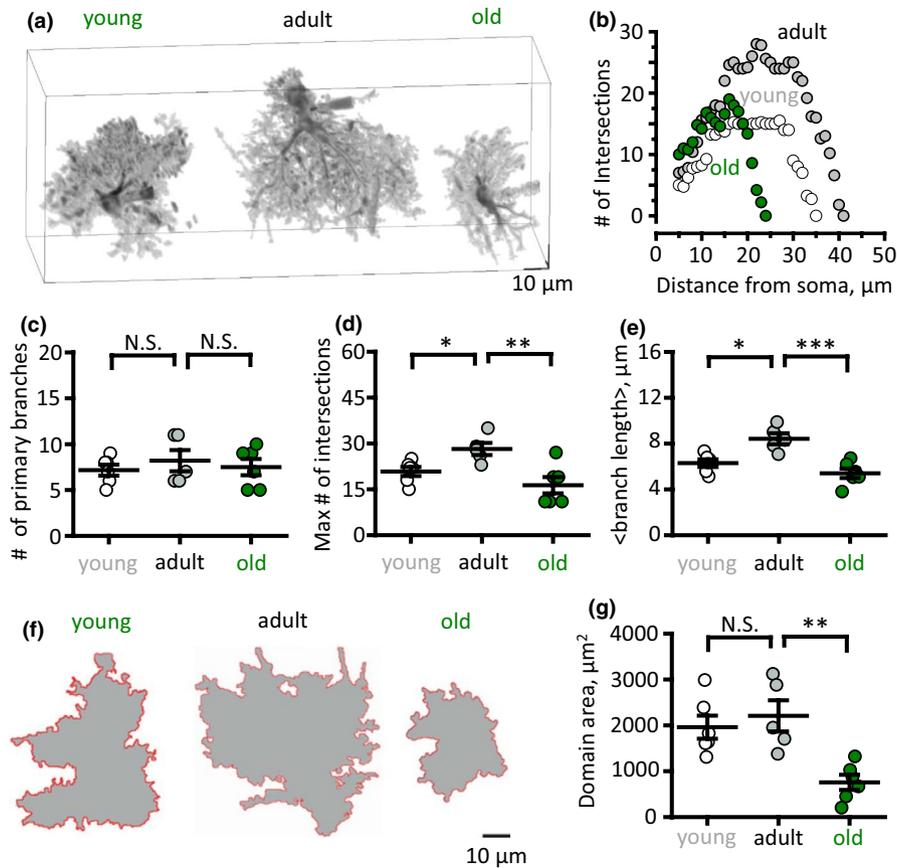 (a)
young adult old
10 µm
(b)
# of Intersections
30
20
10
0
adult
young
old
0 10 20 30 40 50
Distance from soma, µm
(c)
# of primary branches
20
15
10
5
0
N.S. N.S.
young adult old
(d)
Max # of intersections
60
45
30
15
0
* **
young adult old
(e)
<branch length>, µm
16
12
8
4
0
* ***
young adult old
(f)
young adult old
10 µm
(g)
Domain area, µm²
4000
3000
2000
1000
0
N.S. **
young adult old